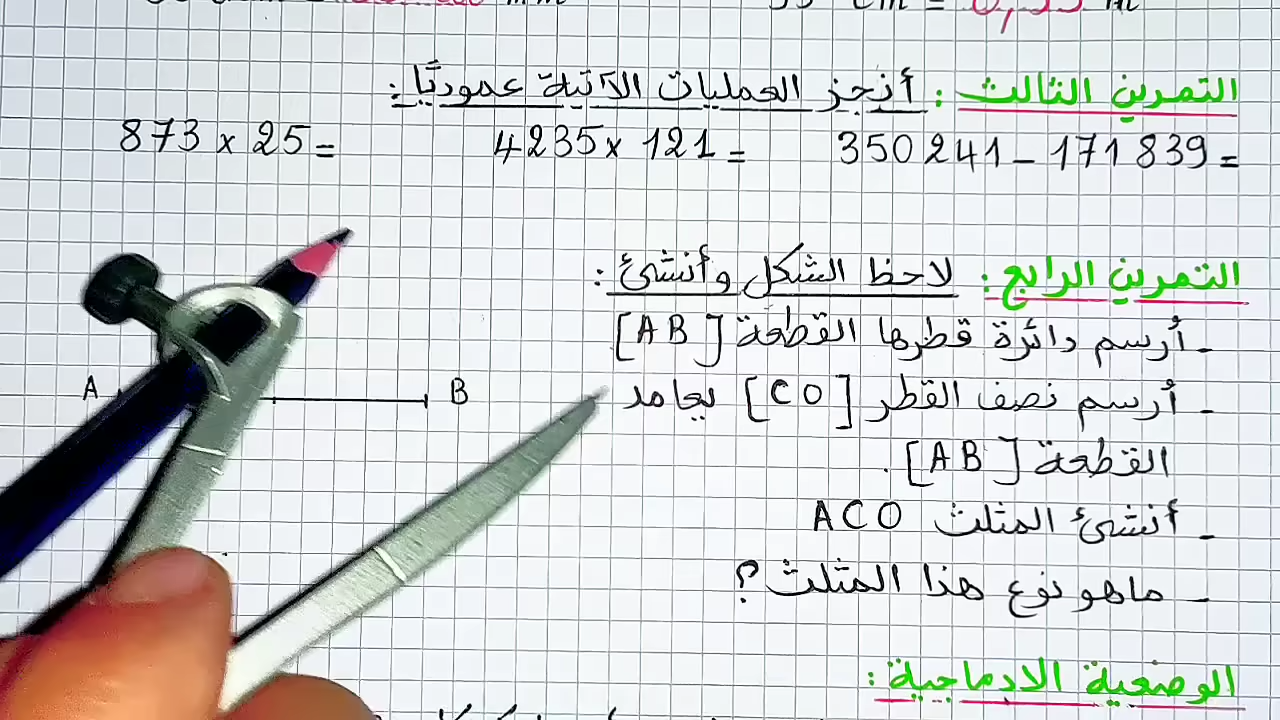 التمرين الثالث : أنجز العمليات الآتية عموديًا :
350 241 - 171 839 =
4235 x 121 =
873 x 25 =
التمرين الرابع : لاحظ الشكل وأنشئ :
- أرسم دائرة قطرها القطعة [AB]
- أرسم نصف القطر [CO] يعامد
القطعة [AB] .
- أنشئ المثلث ACO
- ماهو نوع هذا المثلث ؟
A B
الوضعية الادماجية :